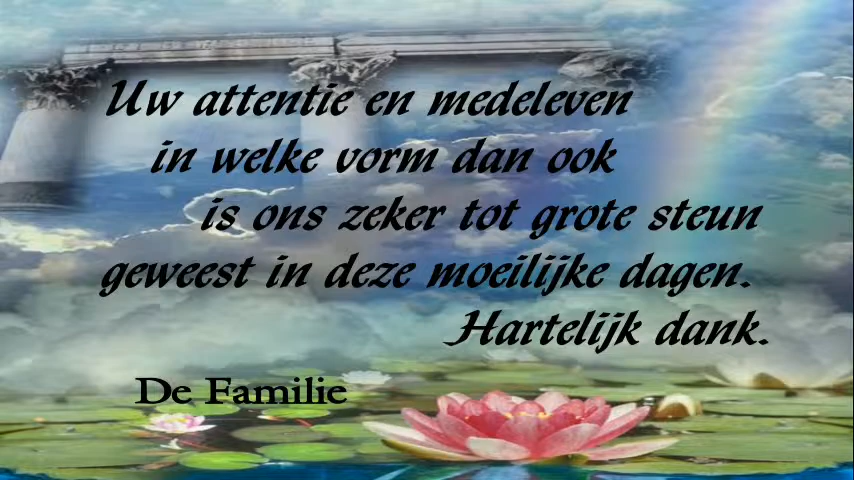 Uw attentie en medeleven
in welke vorm dan ook
is ons zeker tot grote steun
geweest in deze moeilijke dagen.
Hartelijk dank.
De Familie